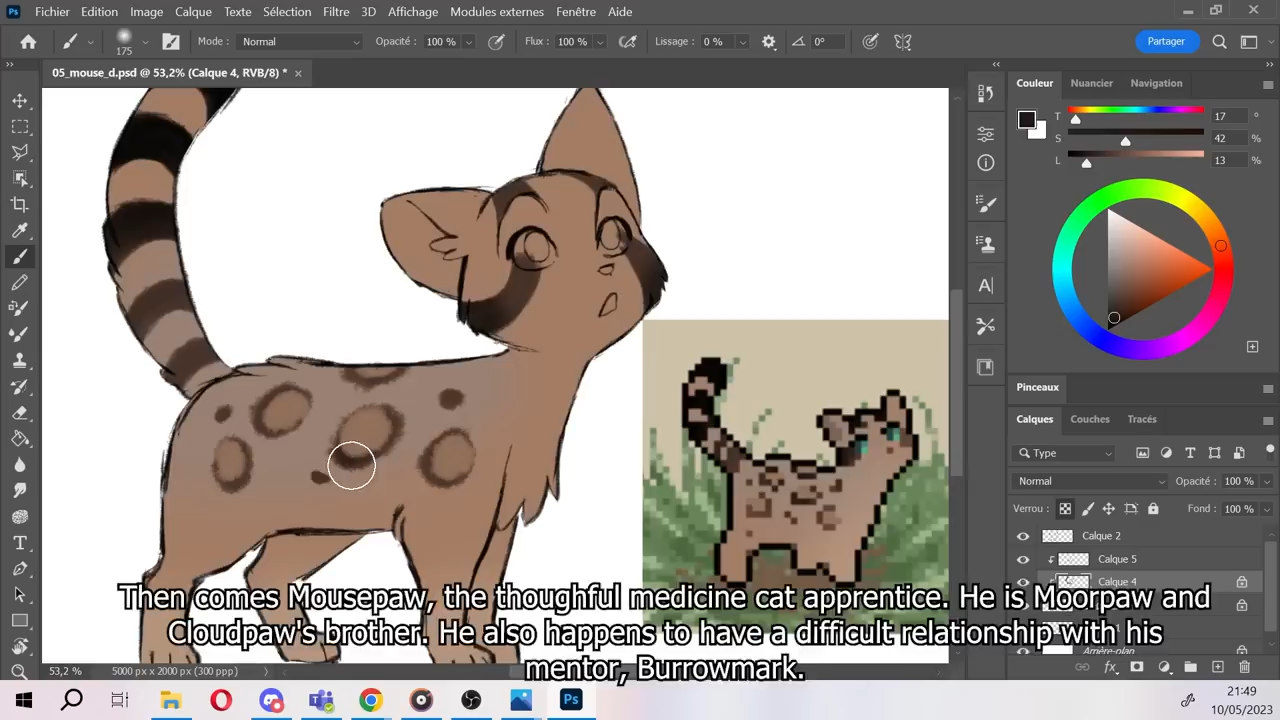 Ps Fichier Edition Image Calque Texte Sélection Filtre 3D Affichage Modules externes Fenêtre Aide
175 Mode: Normal Opacité: 100 % Flux: 100 % Lissage: 0 % 0° Partager
05_mouse_d.psd @ 53,2% (Calque 4, RVB/8) *
Couleur Nuancier Valorisation
T 17 °
S 42 %
L 13 %
Pinceaux
Calques Couches Tracés
Type
Normal Opacité: 100 %
Verrou: Fond: 100 %
Calque 2
Calque 5
Calque 4
Arrière-plan
Then comes Mousepaw, the thoughful medicine cat apprentice. He is Moorpaw and
Cloudpaw's brother. He also happens to have a difficult relationship with his
mentor, Burrowmark.
53,2 % 5000 px x 2000 px (300 ppp)
21:49
10/05/2023